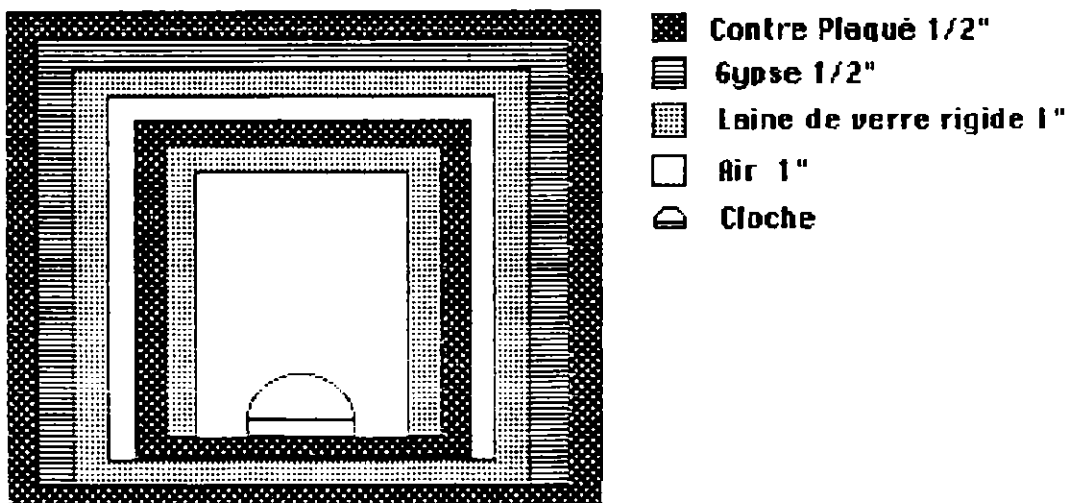 Contre Plaqué 1/2"
Gypse 1/2"
Laine de verre rigide 1"
Air 1"
Cloche